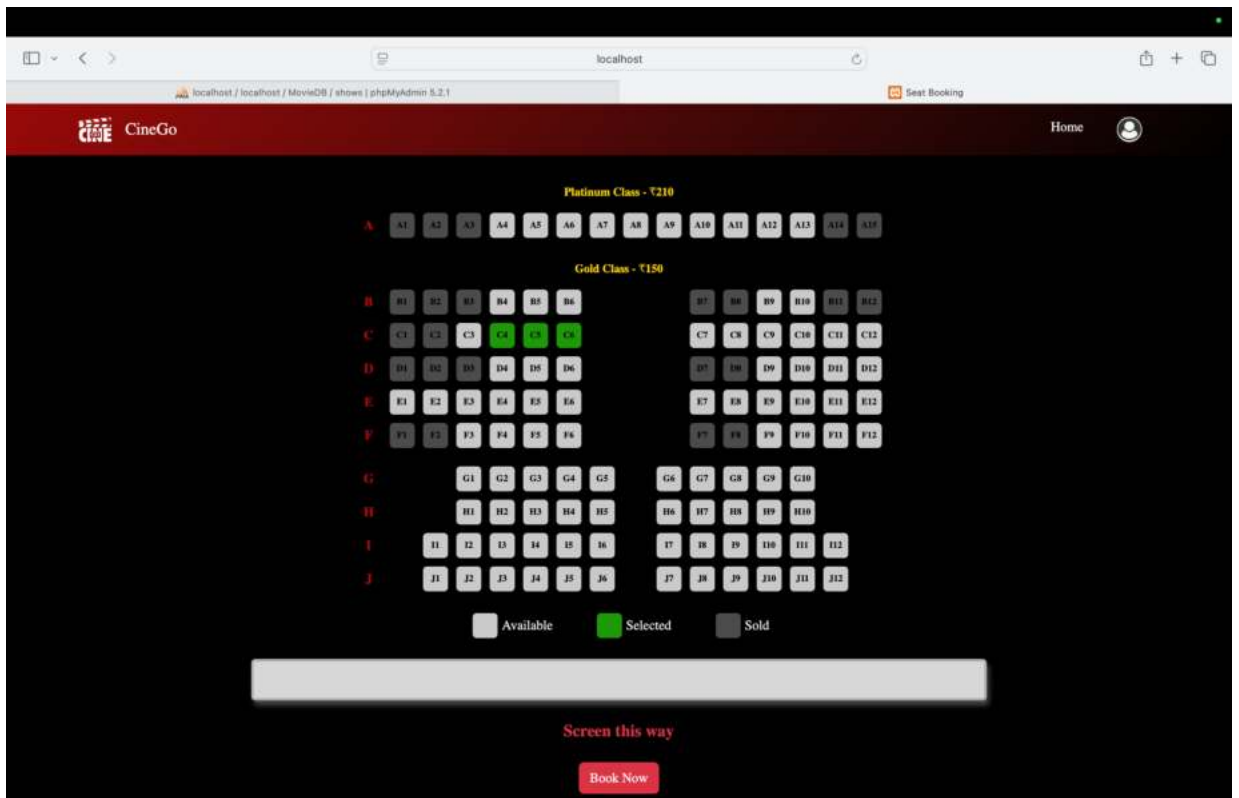 localhost
localhost / localhost / MovieDB / shows | phpMyAdmin 5.2.1
Seat Booking
CINE
CineGo
Home
Platinum Class - ₹210
A A1 A2 A3 A4 A5 A6 A7 A8 A9 A10 A11 A12 A13 A14 A15
Gold Class - ₹150
B B1 B2 B3 B4 B5 B6 B7 B8 B9 B10 B11 B12
C C1 C2 C3 C4 C5 C6 C7 C8 C9 C10 C11 C12
D D1 D2 D3 D4 D5 D6 D7 D8 D9 D10 D11 D12
E E1 E2 E3 E4 E5 E6 E7 E8 E9 E10 E11 E12
F F1 F2 F3 F4 F5 F6 F7 F8 F9 F10 F11 F12
G G1 G2 G3 G4 G5 G6 G7 G8 G9 G10
H H1 H2 H3 H4 H5 H6 H7 H8 H9 H10
I I1 I2 I3 I4 I5 I6 I7 I8 I9 I10 I11 I12
J J1 J2 J3 J4 J5 J6 J7 J8 J9 J10 J11 J12
Available Selected Sold
Screen this way
Book Now